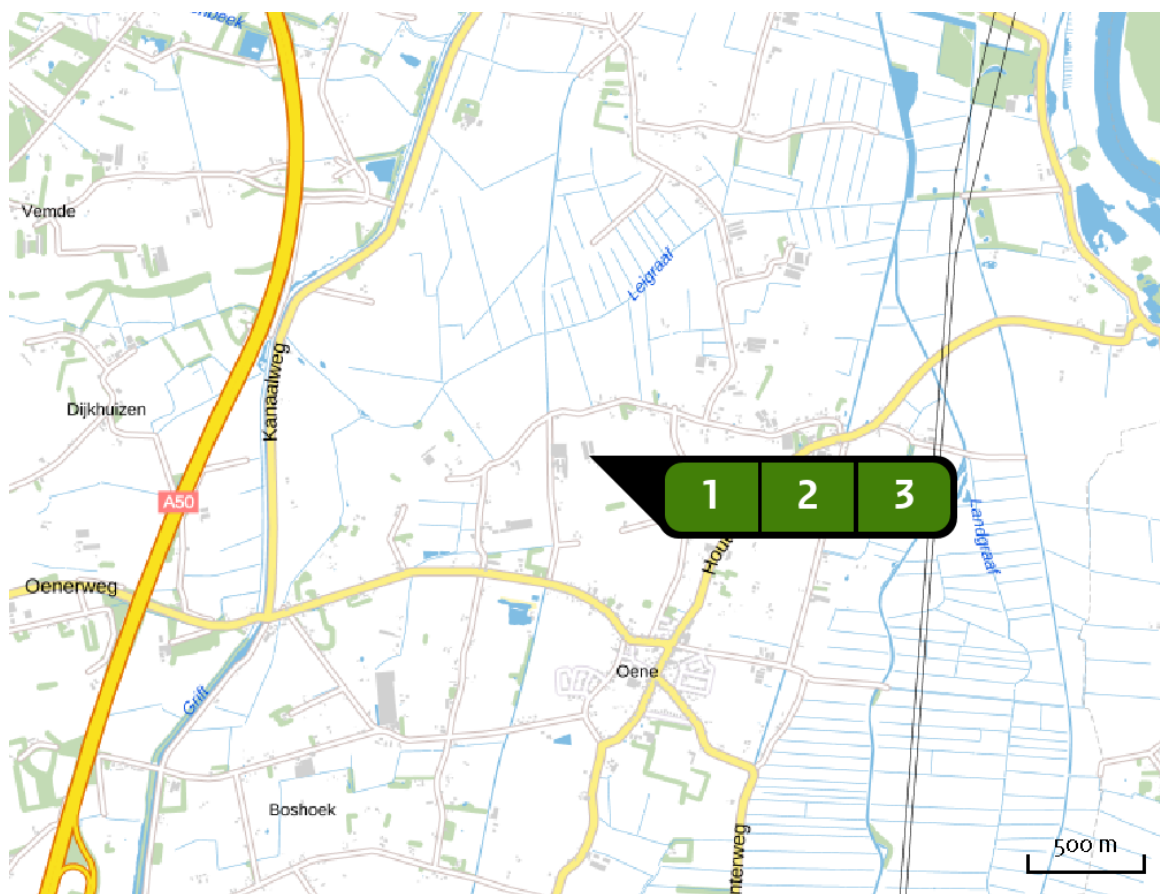 Vemde
Leigraaf
Kanaalweg
Dijkhuizen
1 2 3
A50
Landgraaf
Oenerweg
Oene
Grift
Boshoek
500 m